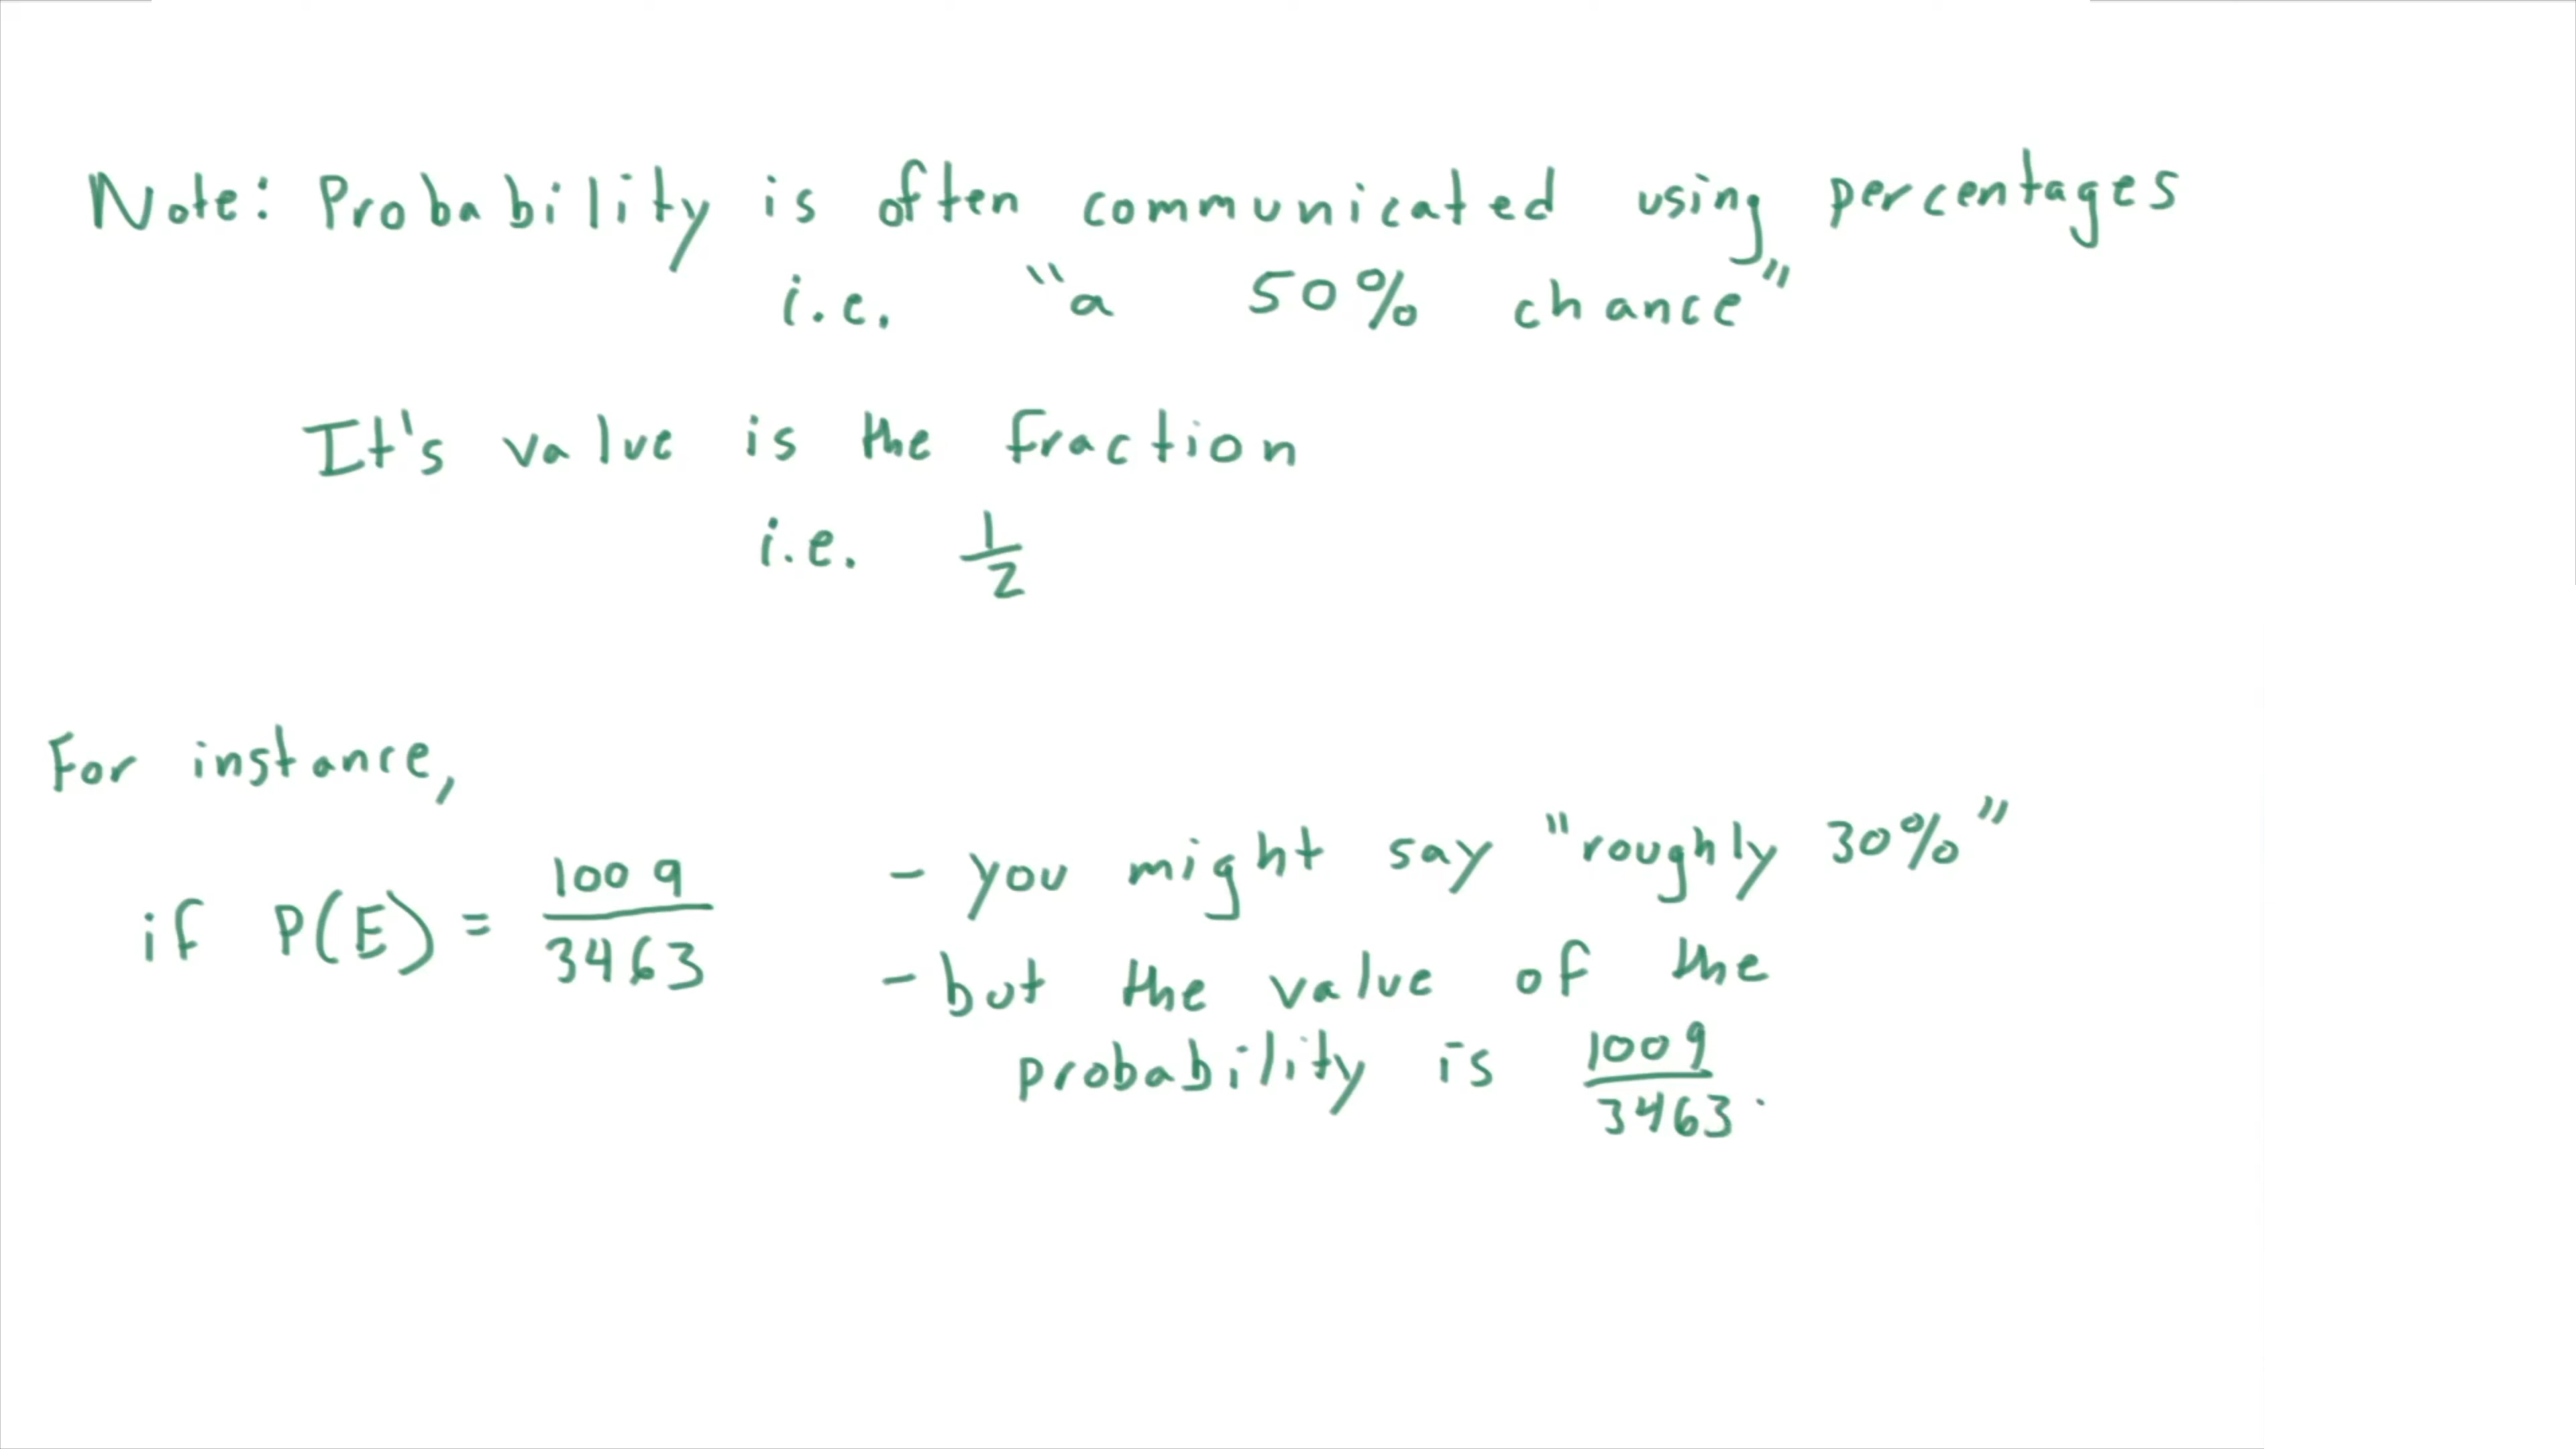 Note: Probability is often communicated using percentages
i.e. "a 50% chance"
It's value is the fraction
i.e. 1/2
For instance,
if P(E) = 1009/3463
- you might say "roughly 30%"
- but the value of the
probability is 1009/3463.